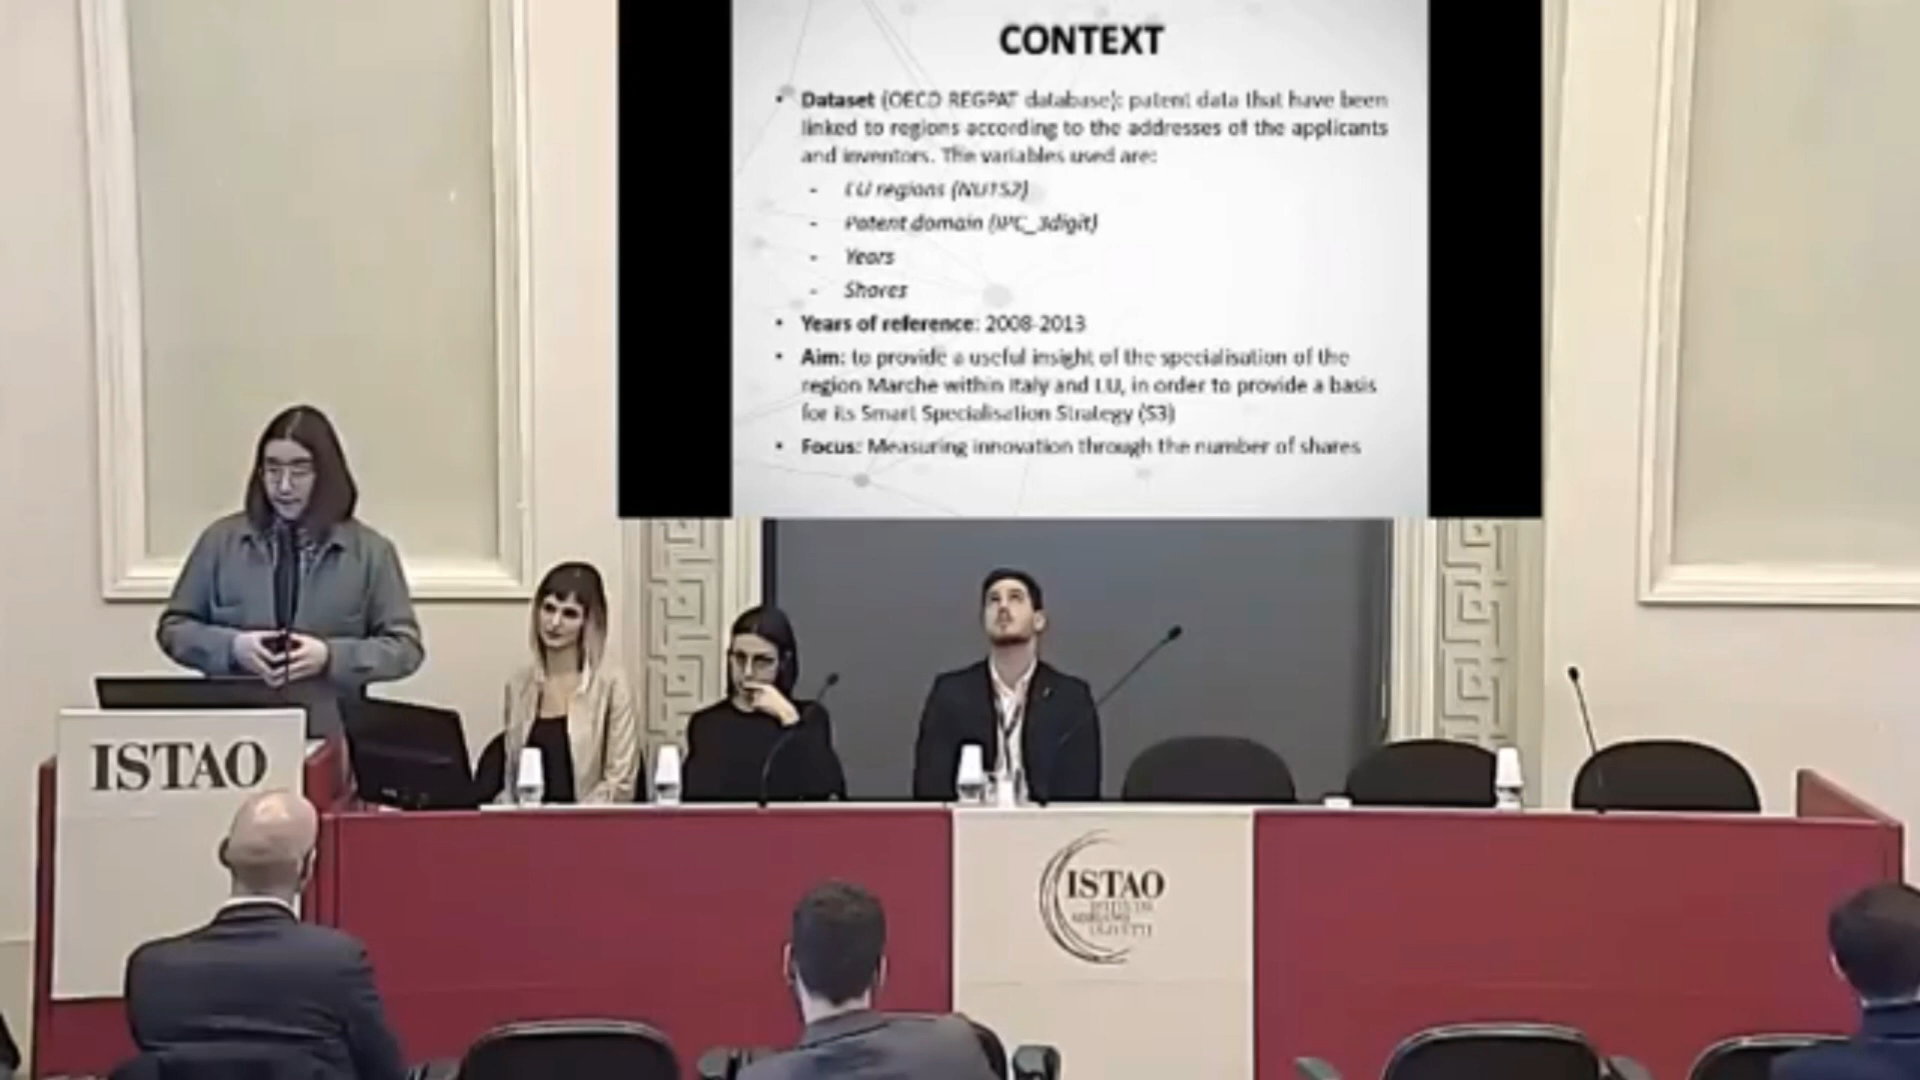 CONTEXT
• Dataset (OECD REGPAT database): patent data that have been
linked to regions according to the addresses of the applicants
and inventors. The variables used are:
- EU regions (NUTS2)
- Patent domain (IPC_3digit)
- Years
- Shares
• Years of reference: 2008-2013
• Aim: to provide a useful insight of the specialisation of the
region Marche within Italy and EU, in order to provide a basis
for its Smart Specialisation Strategy (S3)
• Focus: Measuring innovation through the number of shares
ISTAO
ISTAO
ADRIANO
OLIVETTI